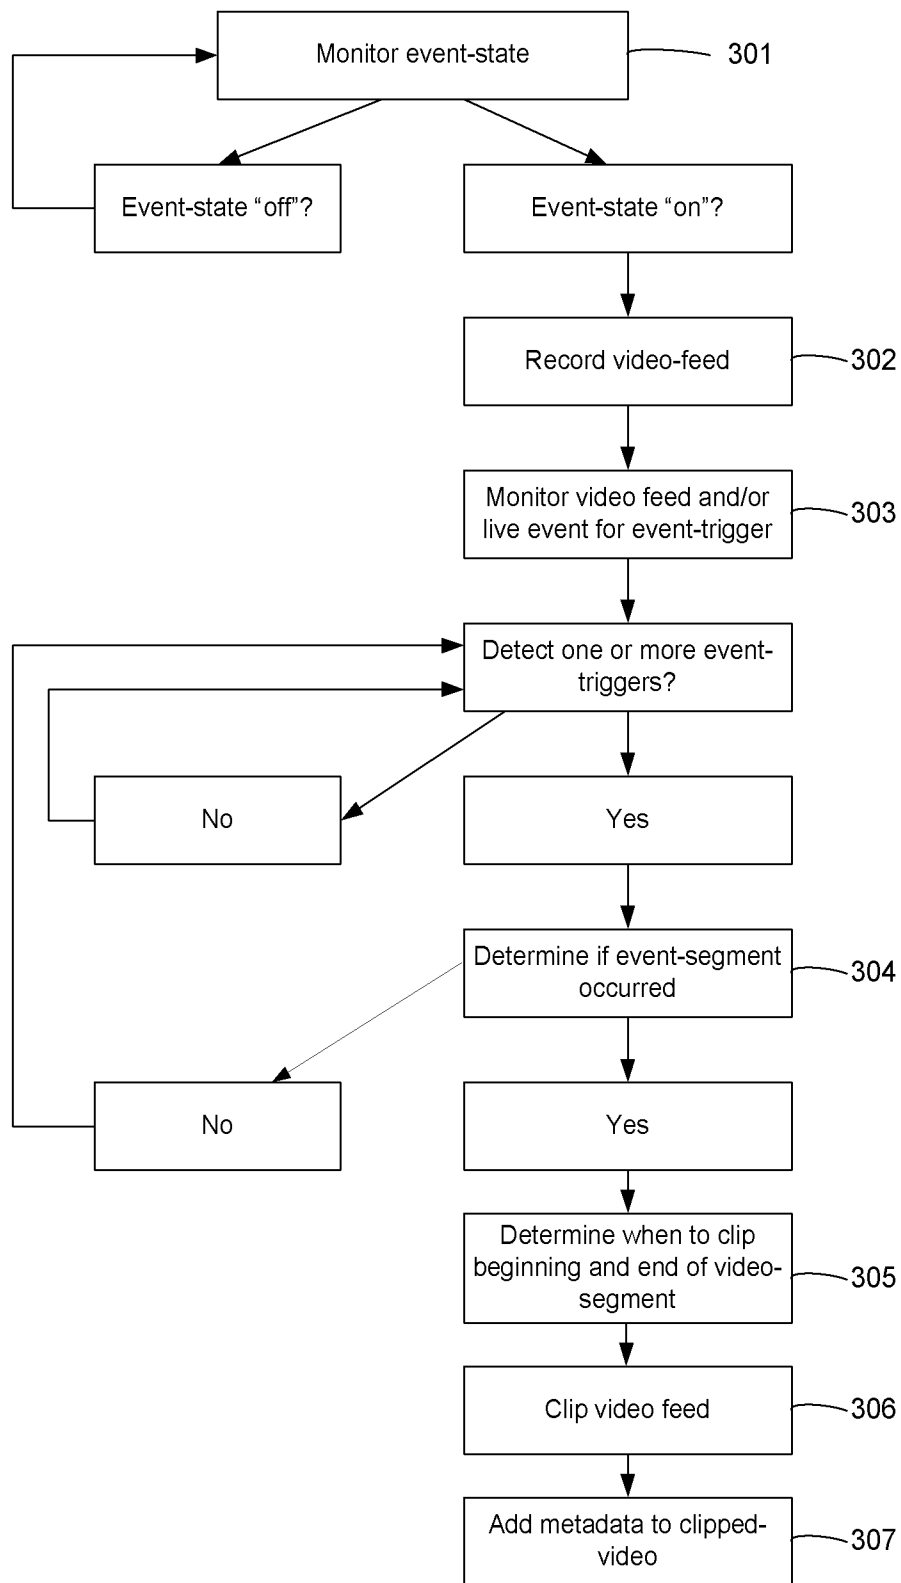 Monitor event-state
301
Event-state “off”?
Event-state “on”?
Record video-feed
302
Monitor video feed and/or
live event for event-trigger
303
Detect one or more event-
triggers?
No
Yes
Determine if event-segment
occurred
304
No
Yes
Determine when to clip
beginning and end of video-
segment
305
Clip video feed
306
Add metadata to clipped-
video
307